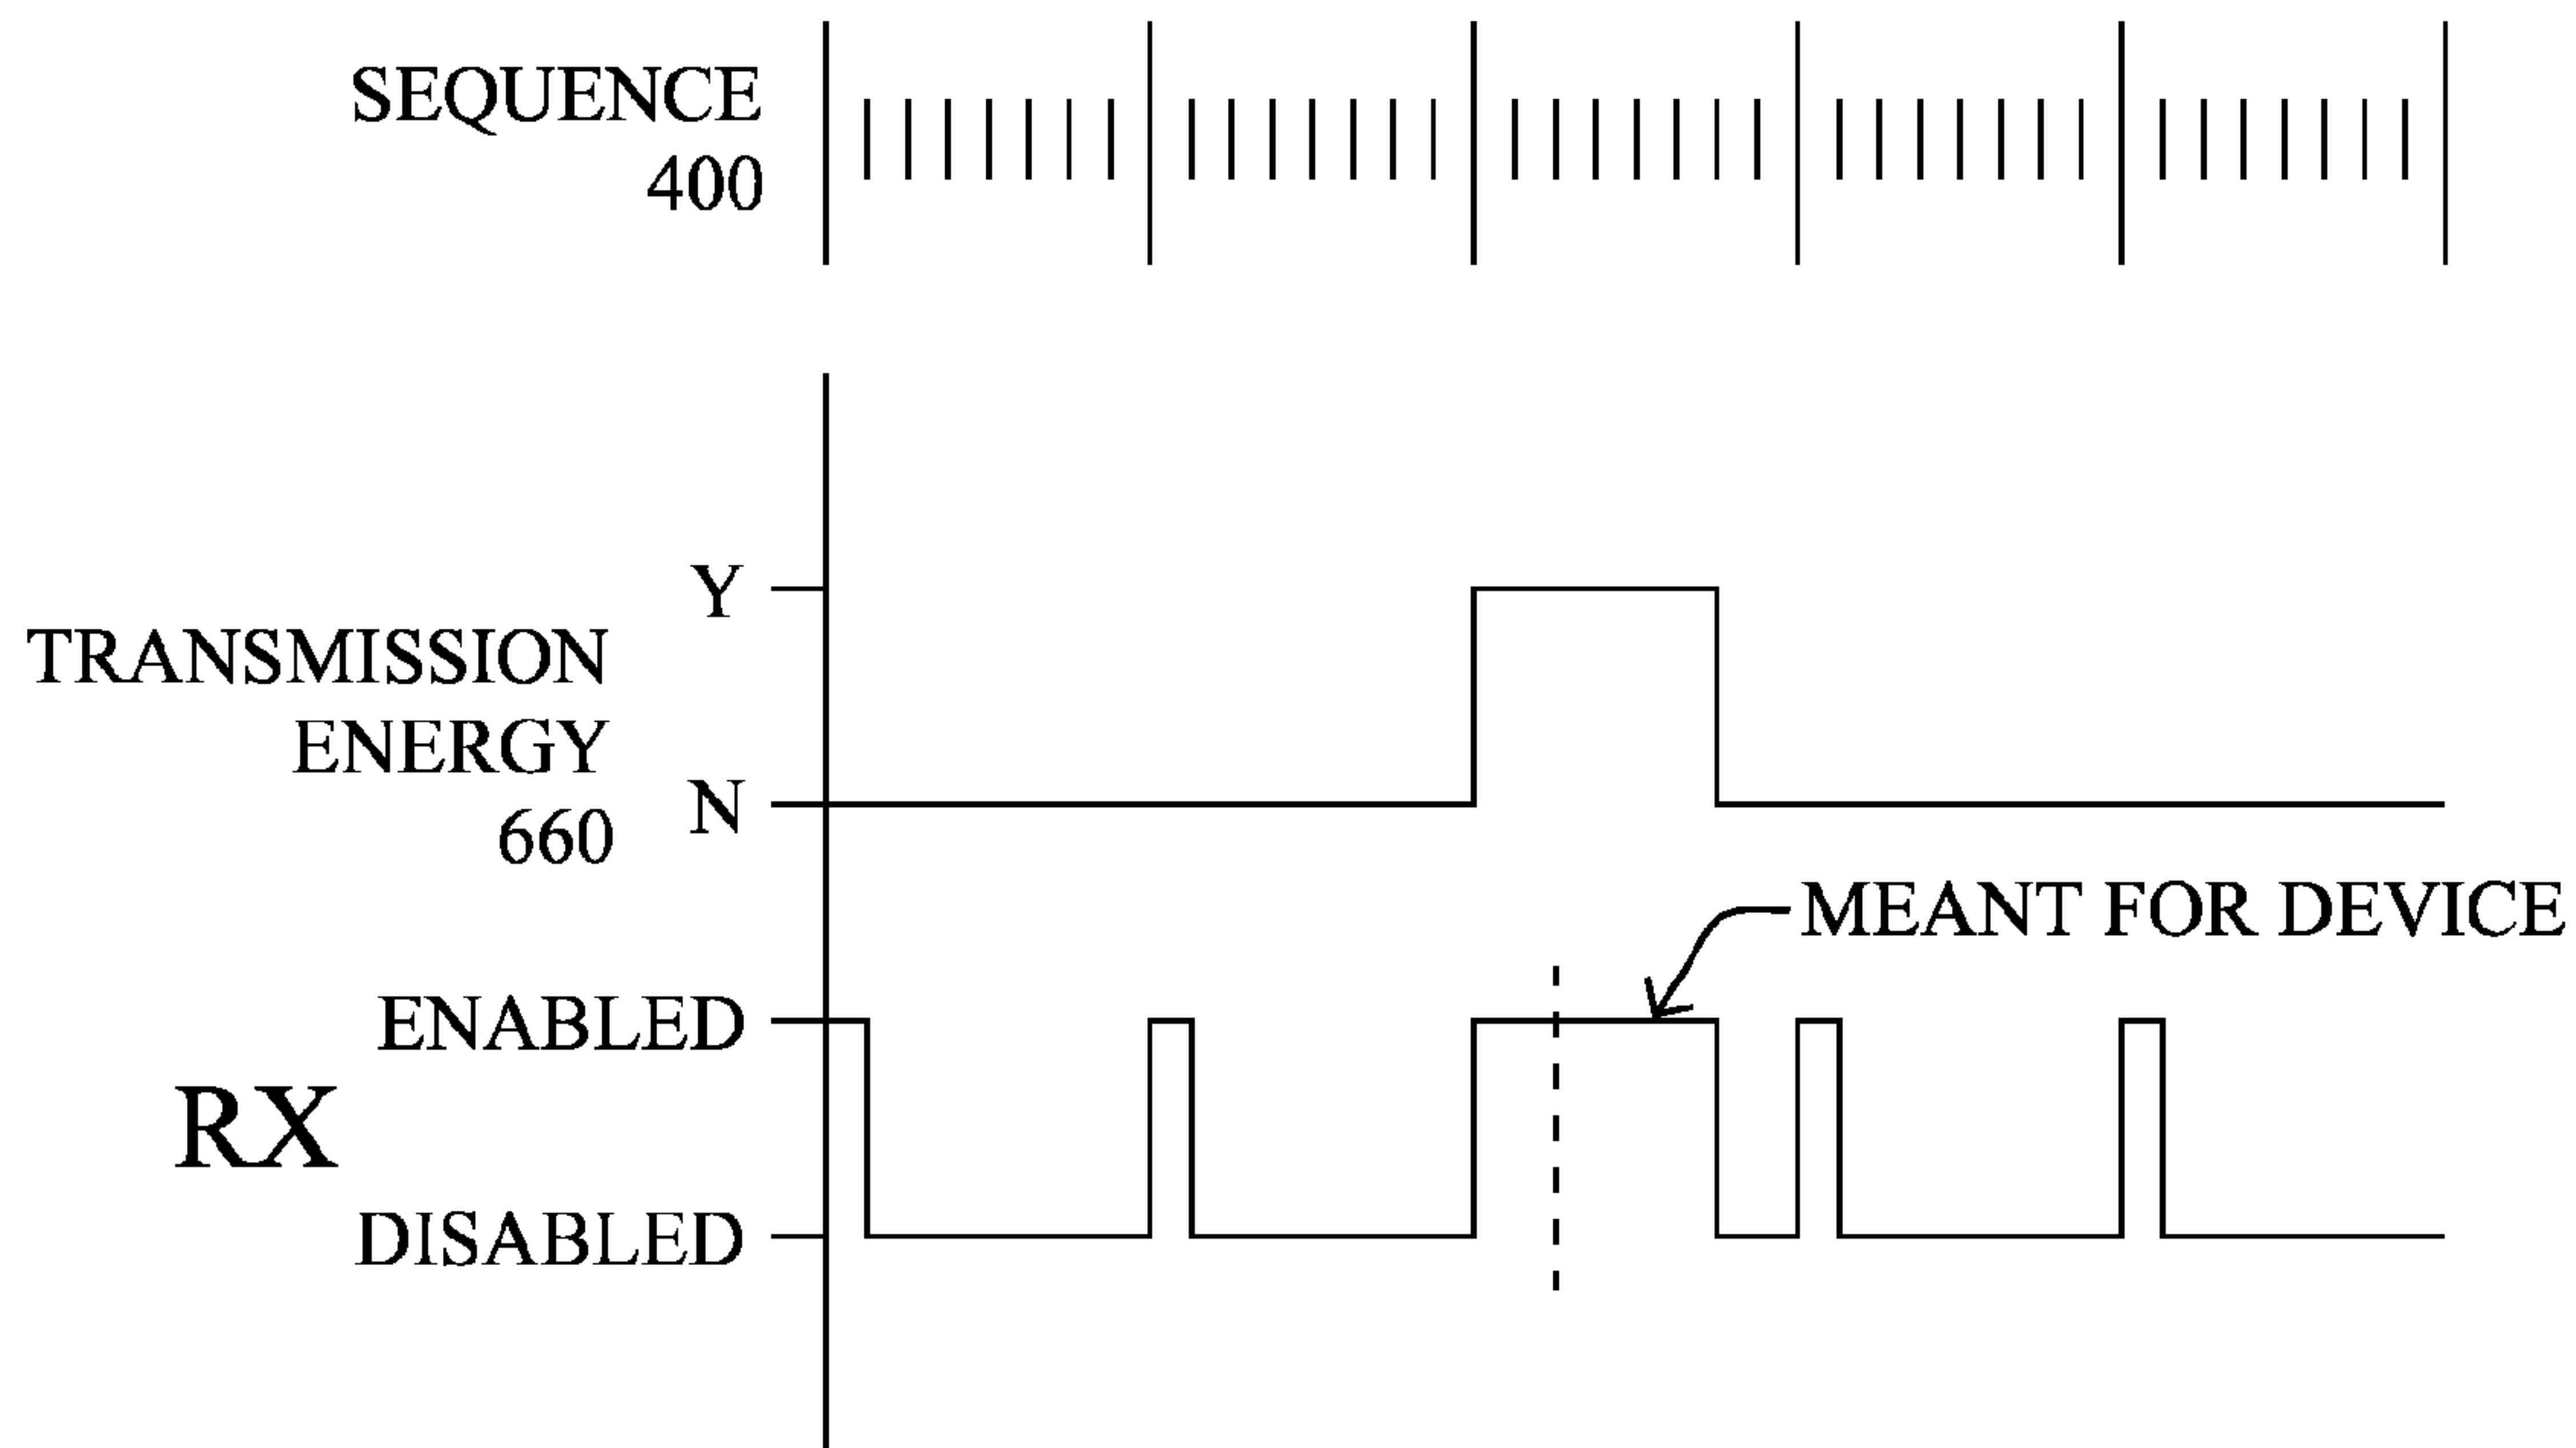 SEQUENCE
400
Y
TRANSMISSION
ENERGY
N
660
MEANT FOR DEVICE
ENABLED
RX
DISABLED